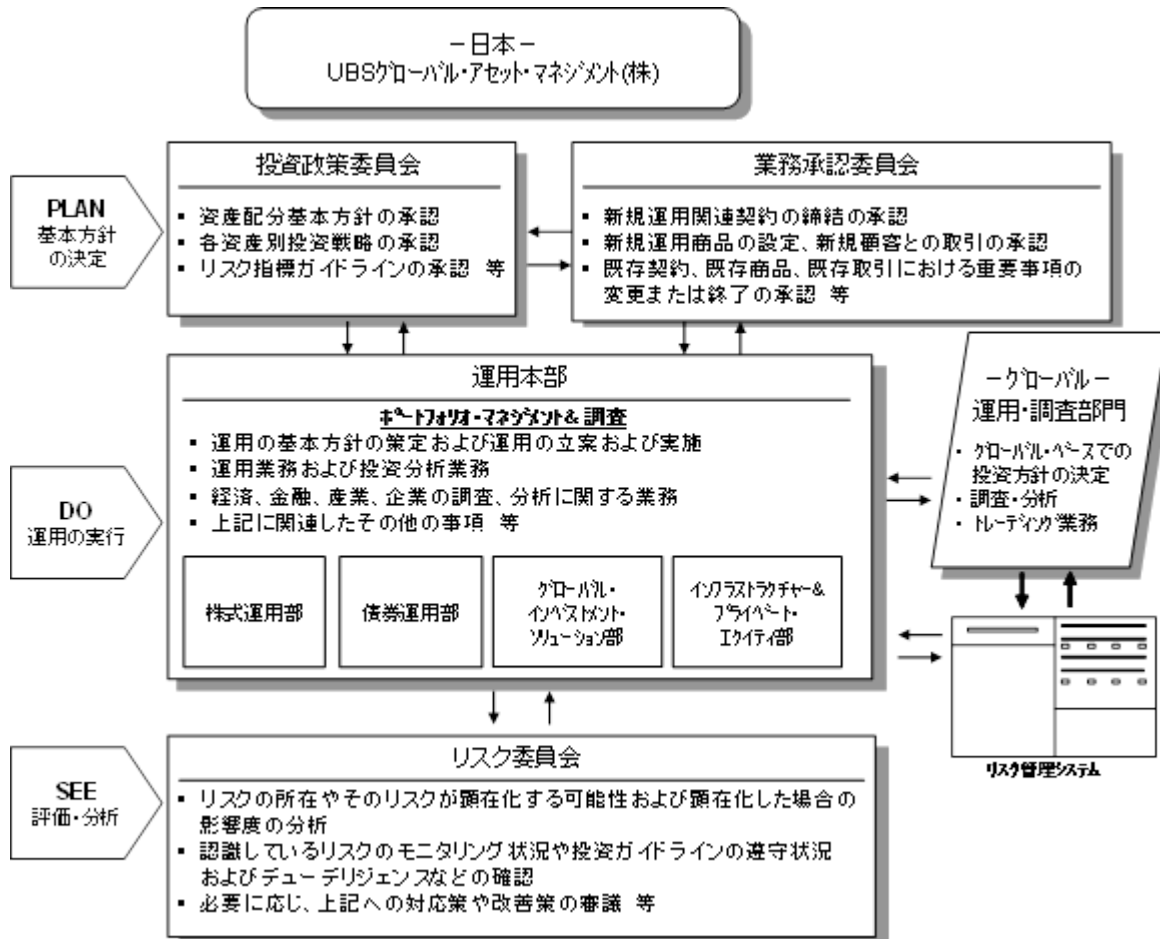 －日本－
UBSグローバル・アセット・マネジメント(株)
PLAN
基本方針
の決定
投資政策委員会
▪ 資産配分基本方針の承認
▪ 各資産別投資戦略の承認
▪ リスク指標ガイドラインの承認 等
業務承認委員会
▪ 新規運用関連契約の締結の承認
▪ 新規運用商品の設定、新規顧客との取引の承認
▪ 既存契約、既存商品、既存取引における重要事項の
変更または終了の承認 等
DO
運用の実行
運用本部
ポートフォリオ・マネジメント&調査
▪ 運用の基本方針の策定および運用の立案および実施
▪ 運用業務および投資分析業務
▪ 経済、金融、産業、企業の調査、分析に関する業務
▪ 上記に関連したその他の事項 等
株式運用部
債券運用部
グローバル・
インベストメント・
ソリューション部
インフラストラクチャー&
プライベート・
エクイティ部
－グローバル－
運用・調査部門
・ グローバル・ベースでの
投資方針の決定
・ 調査・分析
・ トレーディング業務
リスク管理システム
SEE
評価・分析
リスク委員会
▪ リスクの所在やそのリスクが顕在化する可能性および顕在化した場合の
影響度の分析
▪ 認識しているリスクのモニタリング状況や投資ガイドラインの遵守状況
およびデューデリジェンスなどの確認
▪ 必要に応じ、上記への対応策や改善策の審議 等